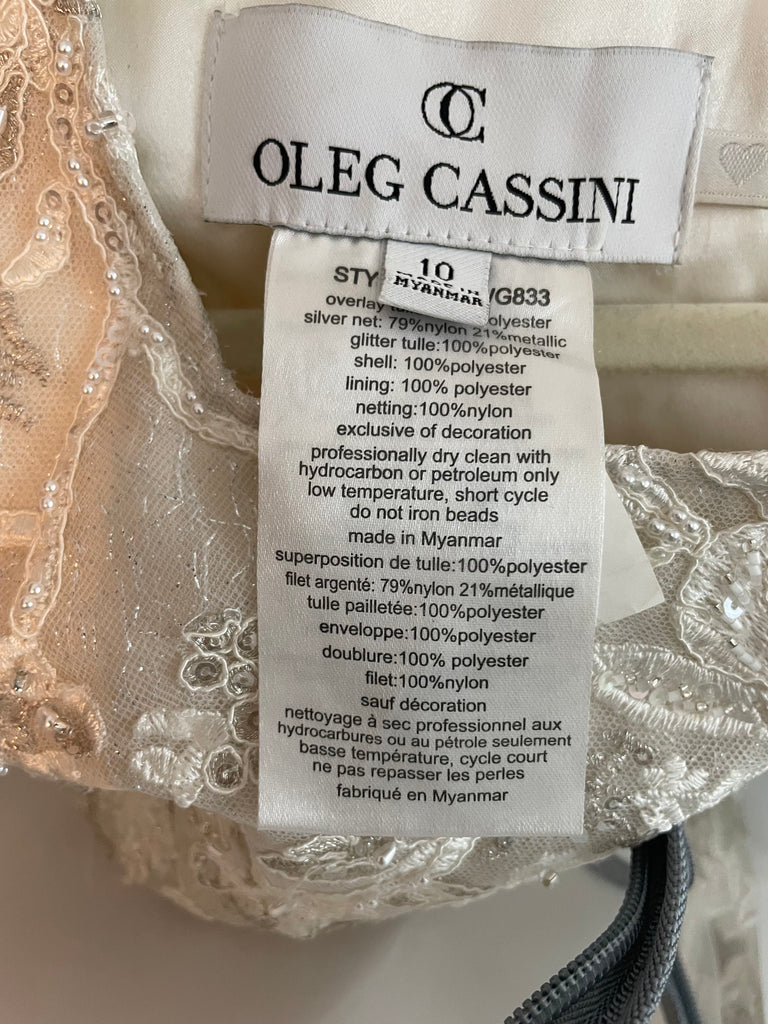 OC
OLEG CASSINI
10
MADE IN
MYANMAR
STY VG833
overlay olyester
silver net: 79%nylon 21%metallic
glitter tulle:100%polyester
shell: 100%polyester
lining: 100% polyester
netting:100%nylon
exclusive of decoration
professionally dry clean with
hydrocarbon or petroleum only
low temperature, short cycle
do not iron beads
made in Myanmar
superposition de tulle:100%polyester
filet argenté: 79%nylon 21%métallique
tulle pailletée:100%polyester
enveloppe:100%polyester
doublure:100% polyester
filet:100%nylon
sauf décoration
nettoyage à sec professionnel aux
hydrocarbures ou au pétrole seulement
basse température, cycle court
ne pas repasser les perles
fabriqué en Myanmar